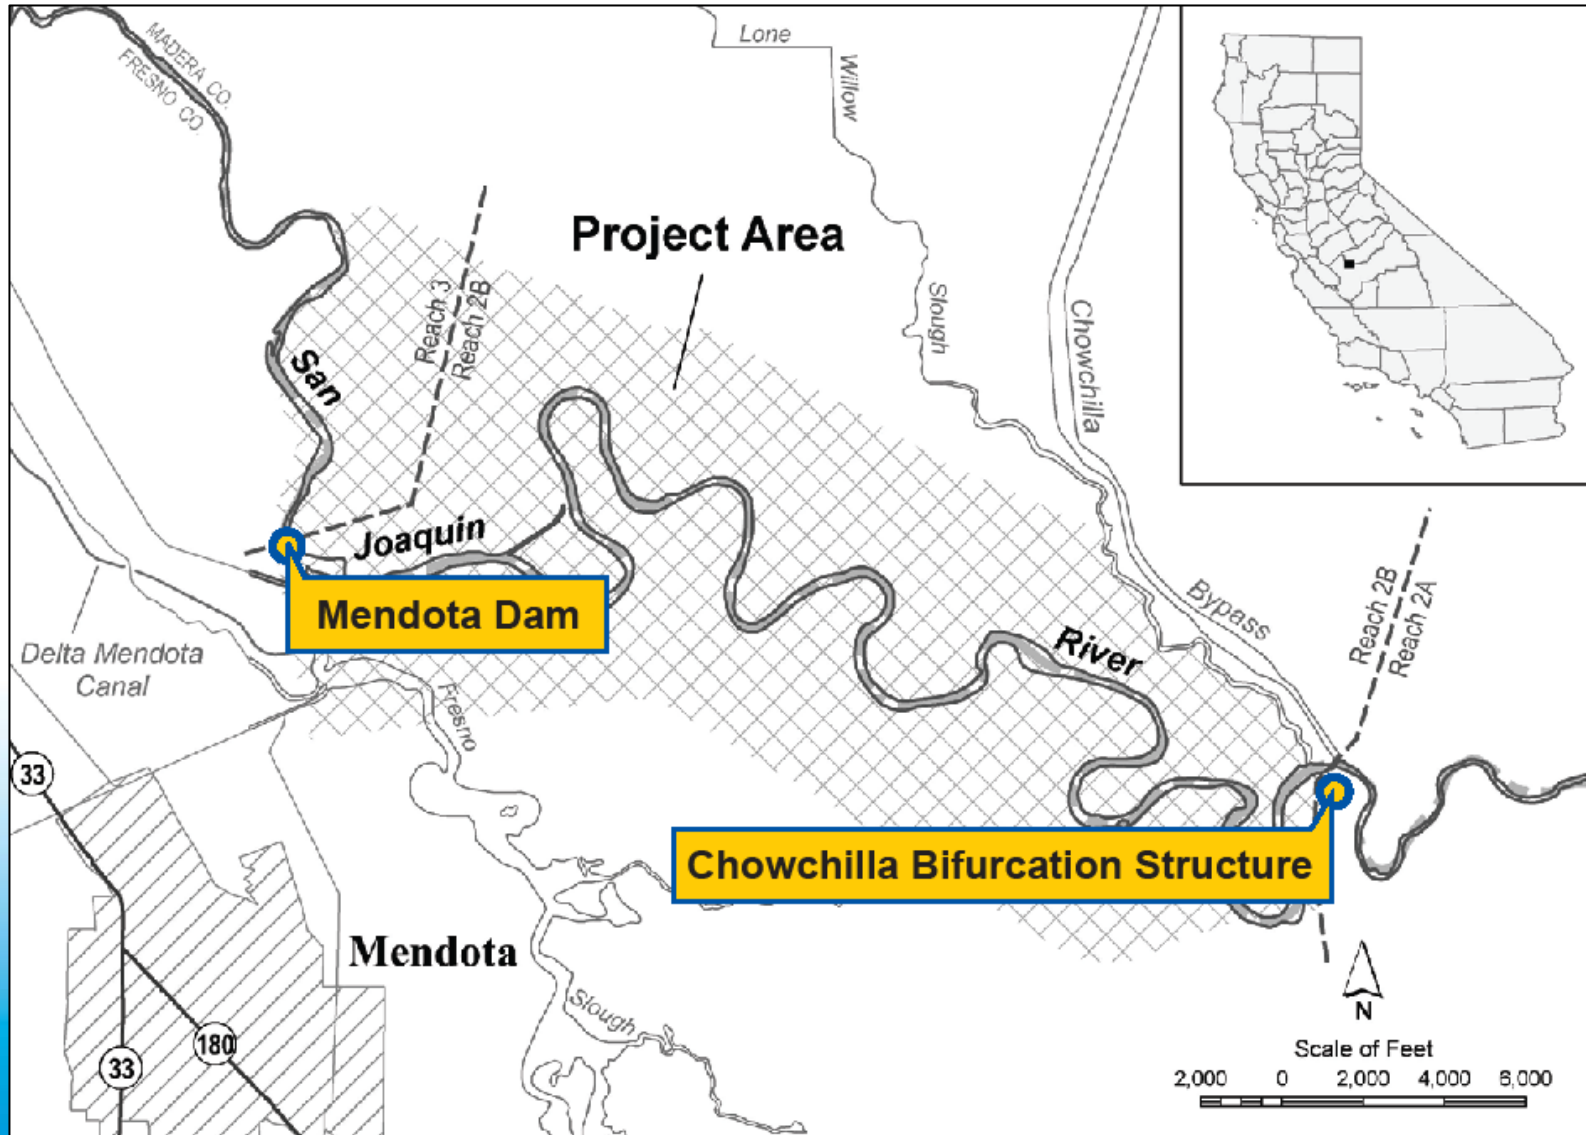 MADERA CO.
FRESNO CO.
Lone
Willow
Slough
Project Area
Chowchilla
Bypass
Reach 3
Reach 2B
San
Joaquin
River
Mendota Dam
Delta Mendota
Canal
Fresno
Slough
Reach 2B
Reach 2A
Chowchilla Bifurcation Structure
Mendota
33
180
33
N
Scale of Feet
2,000 0 2,000 4,000 6,000